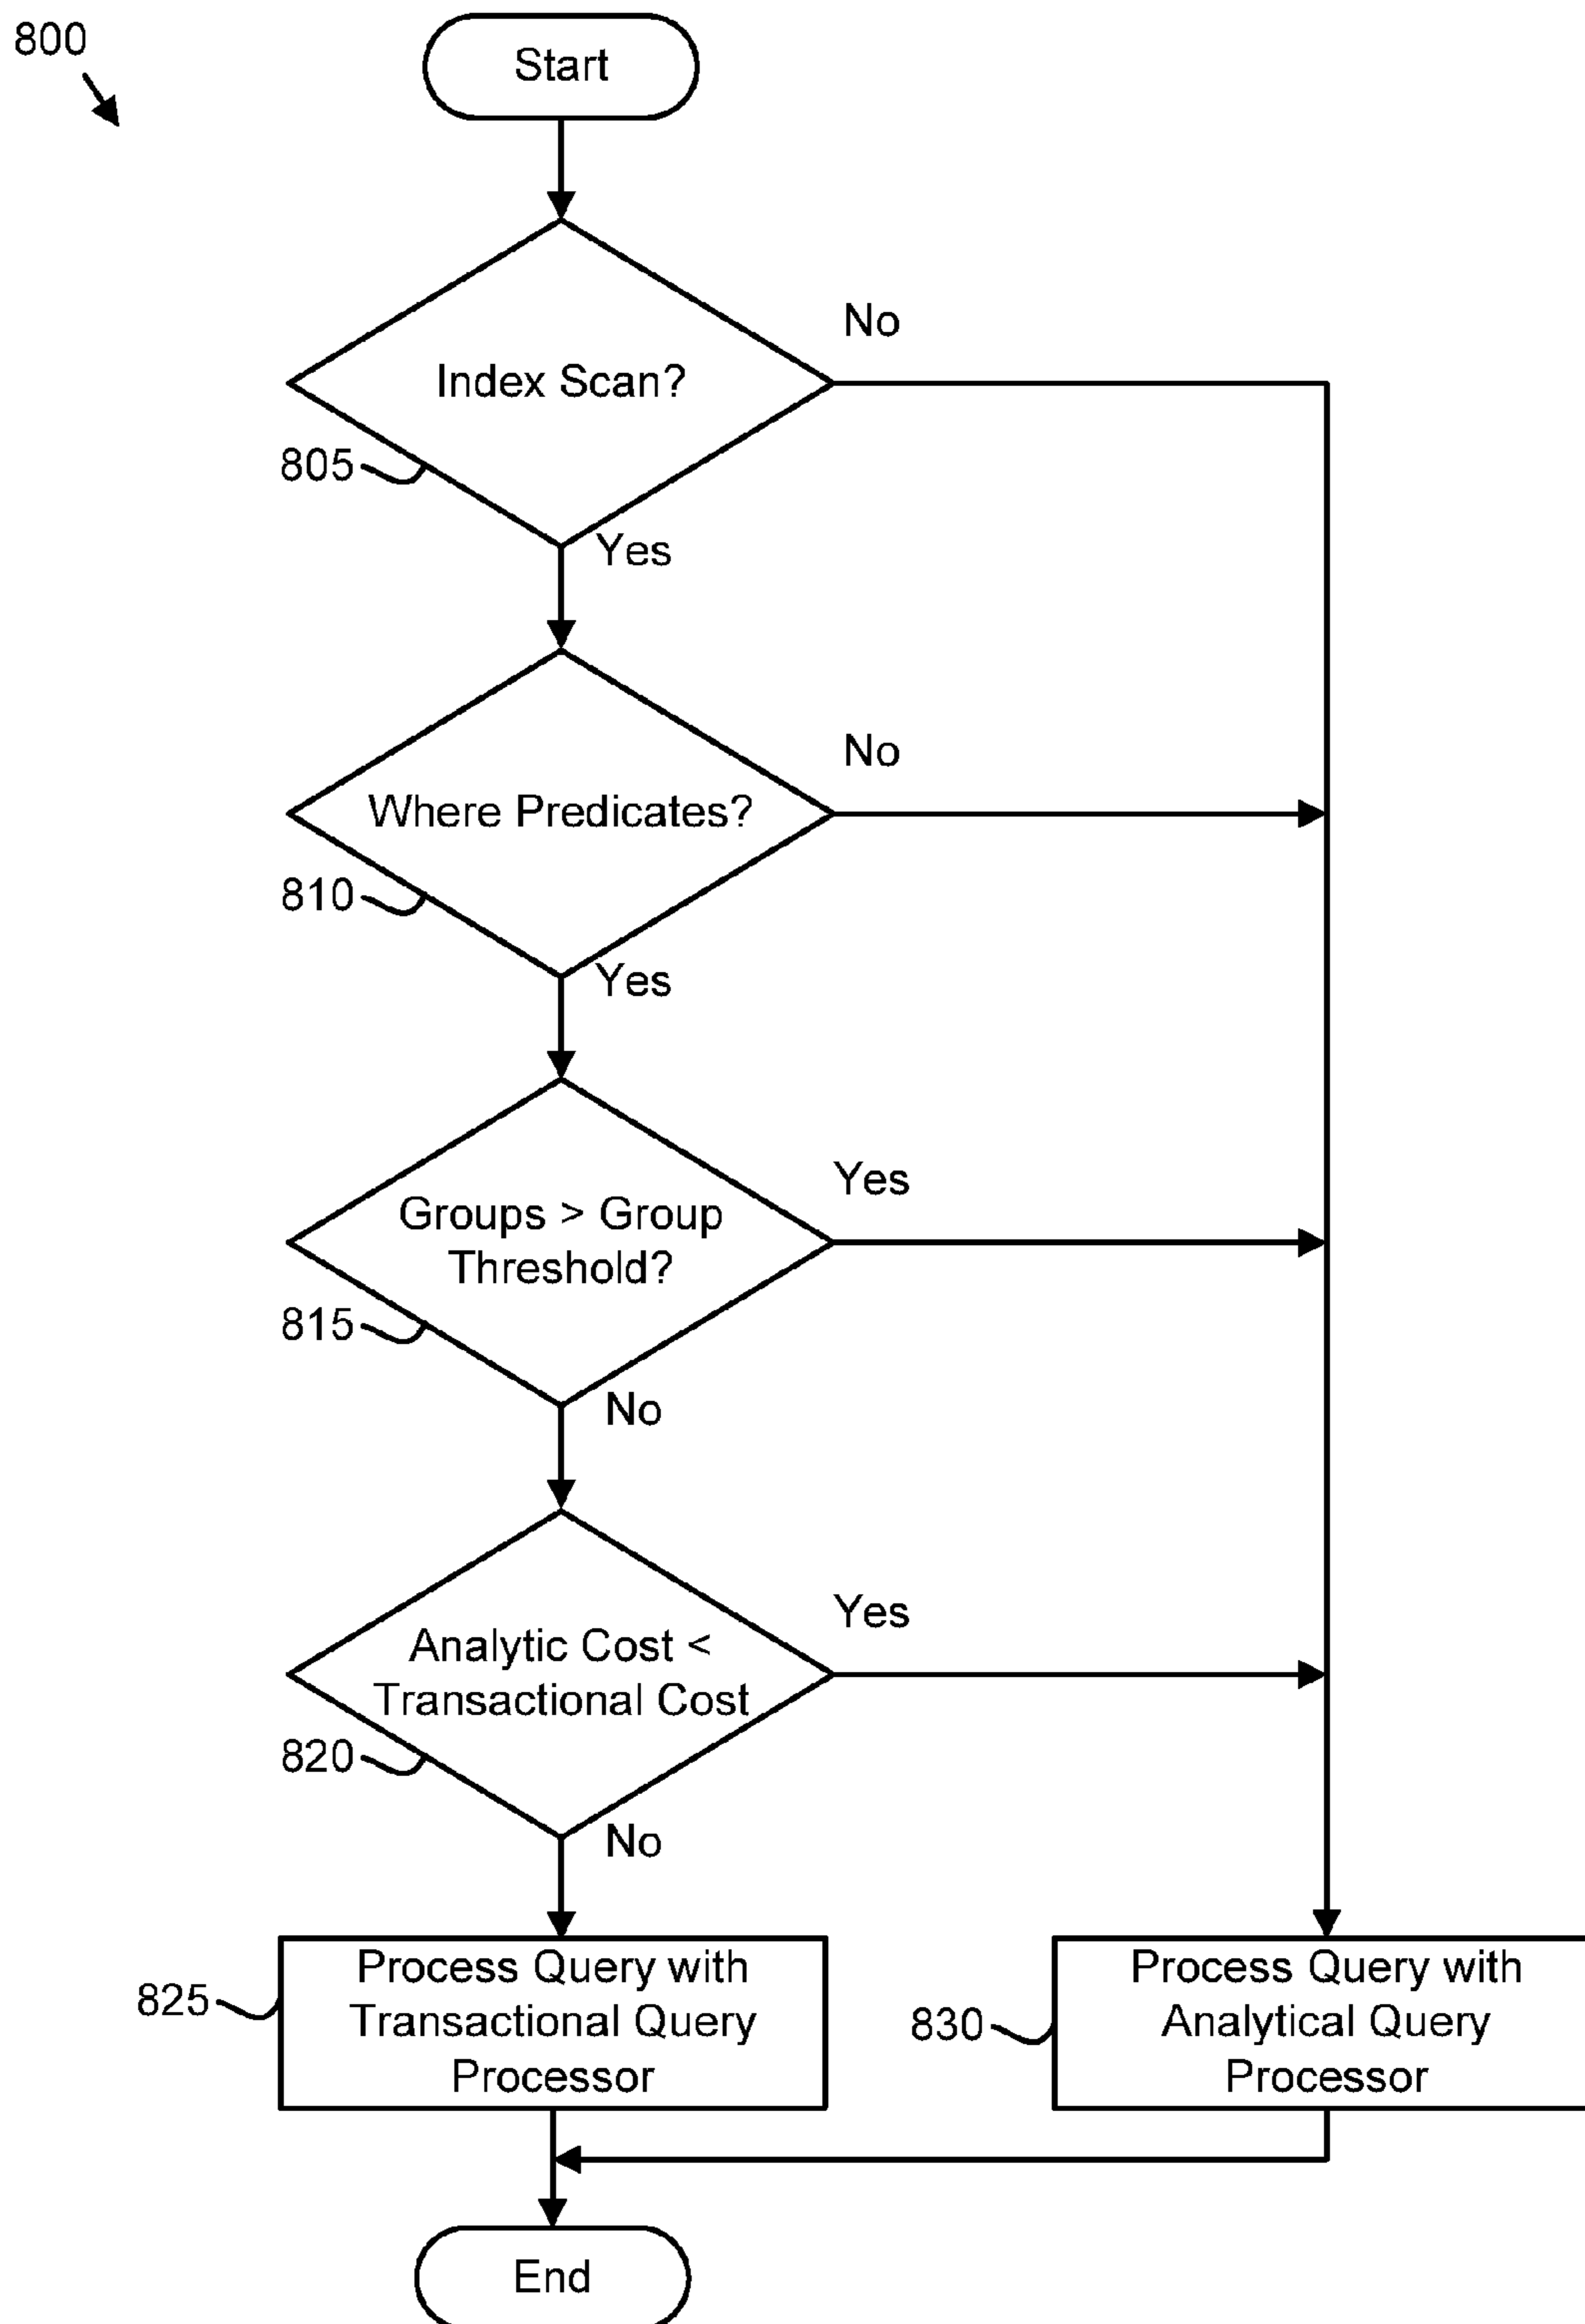 800
Start
No
Index Scan?
805
Yes
No
Where Predicates?
810
Yes
Yes
Groups > Group
Threshold?
815
No
Yes
Analytic Cost <
Transactional Cost
820
No
Process Query with
Transactional Query
Processor
825
Process Query with
Analytical Query
Processor
830
End